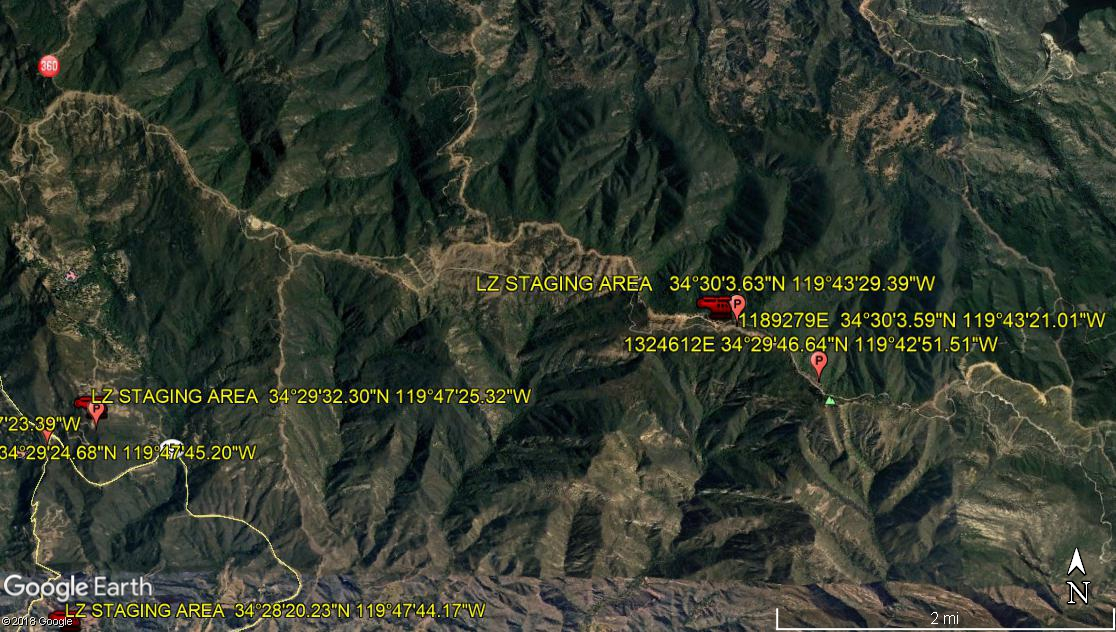 360
LZ STAGING AREA 34°30'3.63"N 119°43'29.39"W
1189279E 34°30'3.59"N 119°43'21.01"W
1324612E 34°29'46.64"N 119°42'51.51"W
LZ STAGING AREA 34°29'32.30"N 119°47'25.32"W
7'23.39"W
34°29'24.68"N 119°47'45.20"W
Google Earth
LZ STAGING AREA 34°28'20.23"N 119°47'44.17"W
©2018 Google
2 mi
N
P
P
P